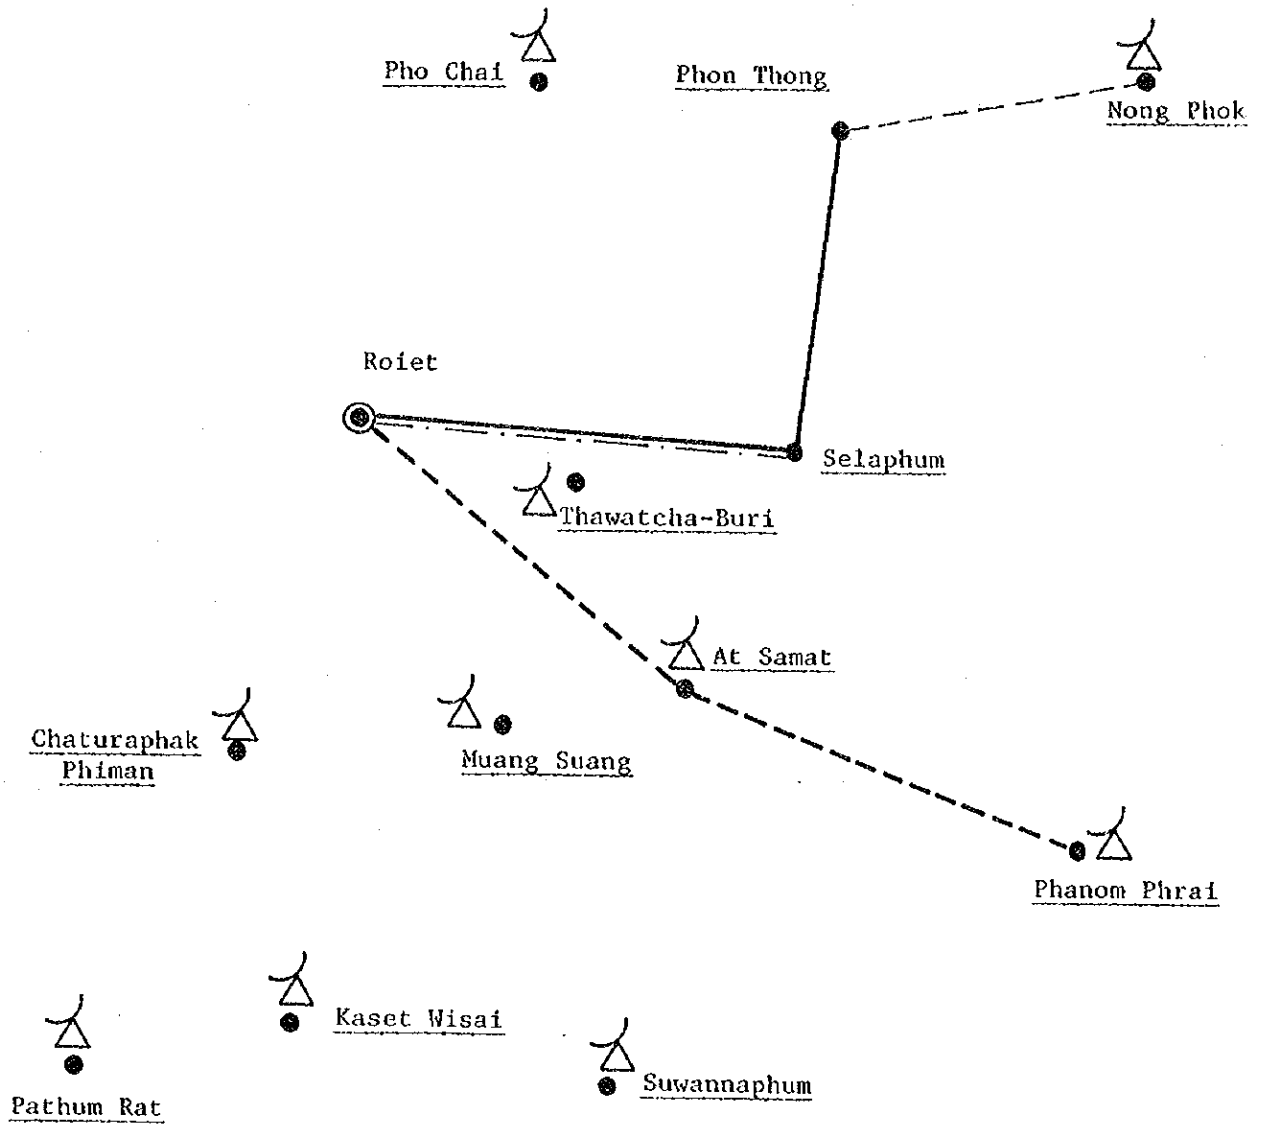 Pho Chai
Phon Thong
Nong Phok
Roiet
Selaphum
Thawatcha-Buri
At Samat
Chaturaphak
Phiman
Muang Suang
Phanom Phrai
Kaset Wisai
Suwannaphum
Pathum Rat